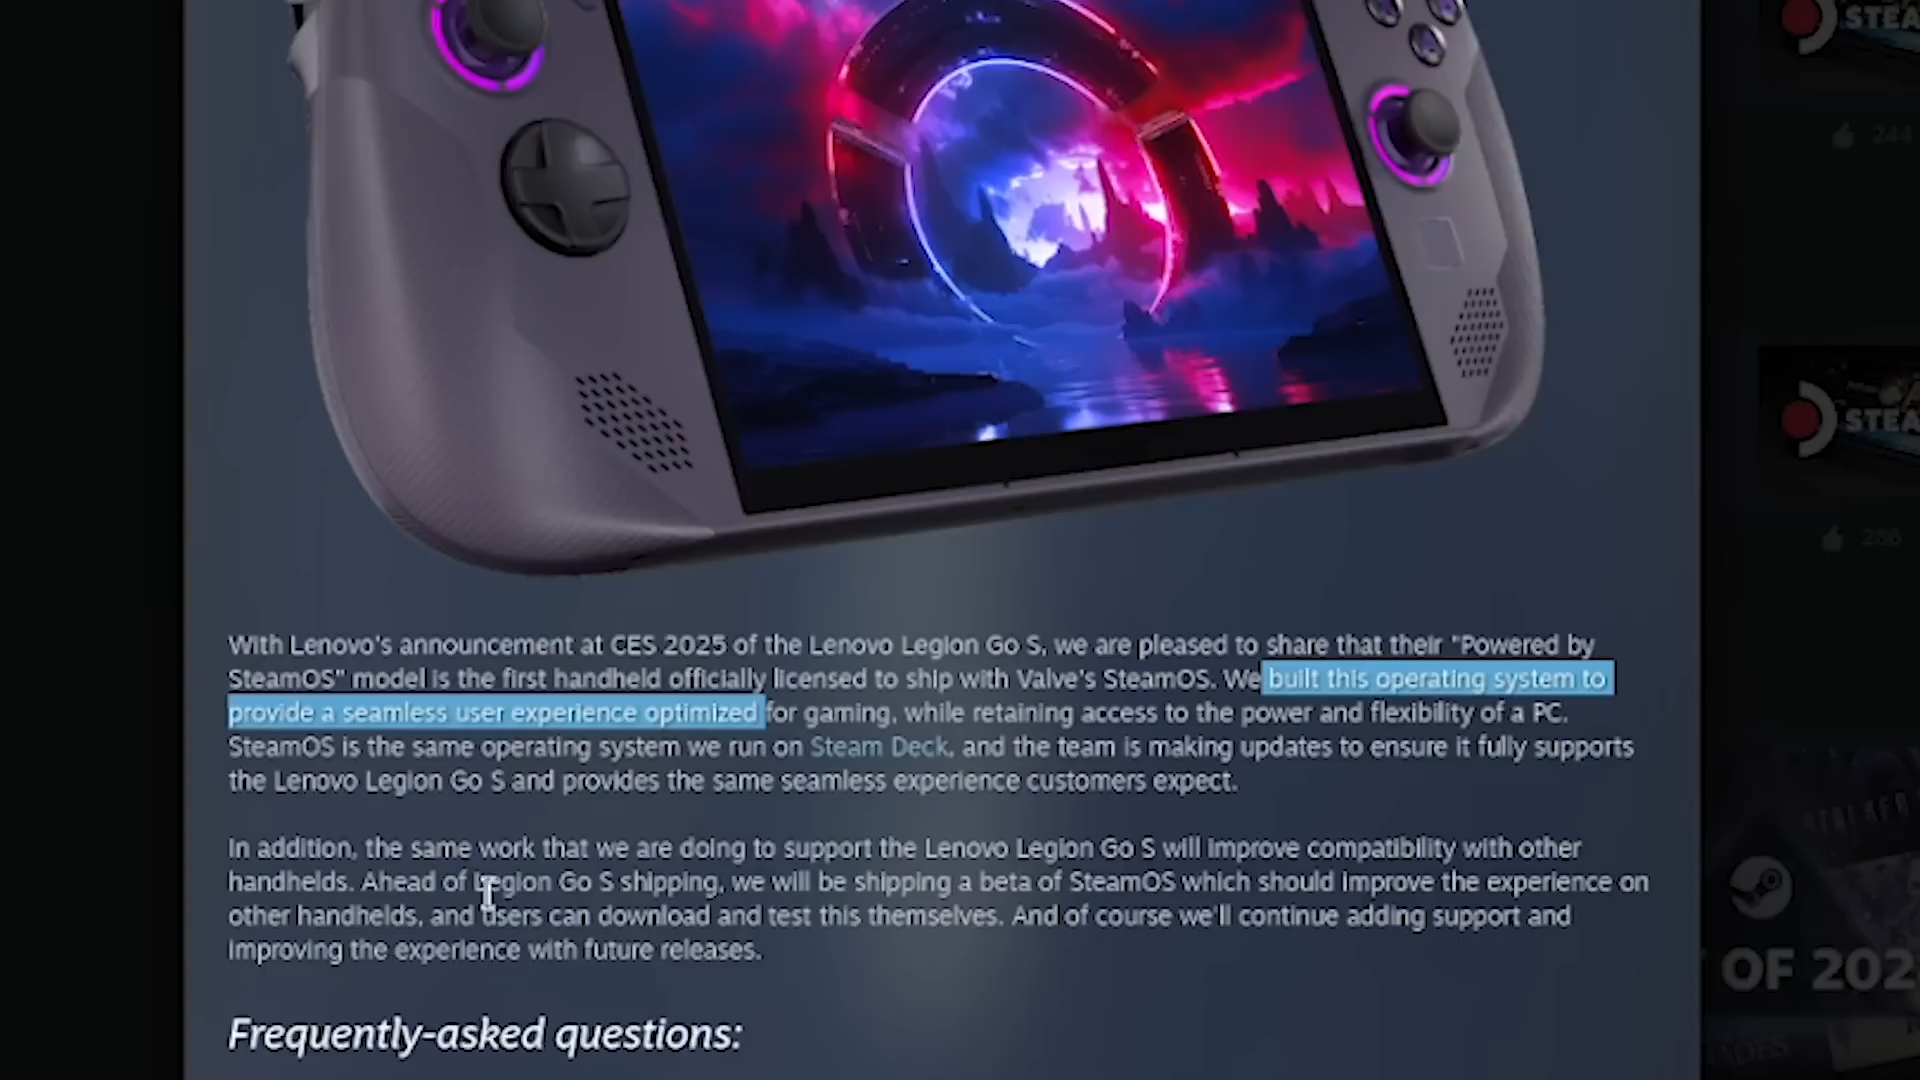 STEA
244
STEA
286
With Lenovo's announcement at CES 2025 of the Lenovo Legion Go S, we are pleased to share that their "Powered by
SteamOS" model is the first handheld officially licensed to ship with Valve's SteamOS. We built this operating system to
provide a seamless user experience optimized for gaming, while retaining access to the power and flexibility of a PC.
SteamOS is the same operating system we run on Steam Deck, and the team is making updates to ensure it fully supports
the Lenovo Legion Go S and provides the same seamless experience customers expect.
In addition, the same work that we are doing to support the Lenovo Legion Go S will improve compatibility with other
handhelds. Ahead of Legion Go S shipping, we will be shipping a beta of SteamOS which should improve the experience on
other handhelds, and users can download and test this themselves. And of course we'll continue adding support and
improving the experience with future releases.
Frequently-asked questions:
OF 202